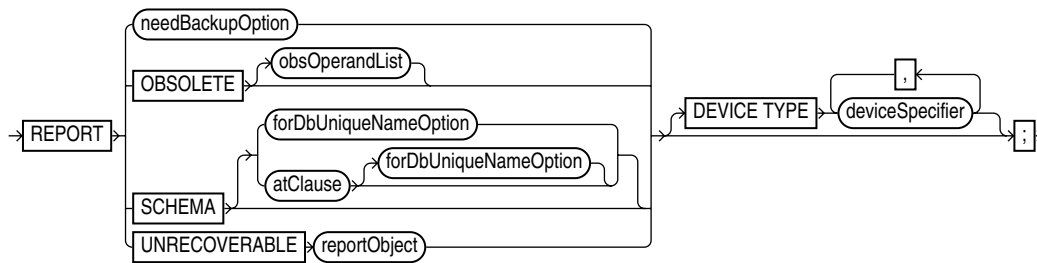 needBackupOption
obsOperandList
OBSOLETE
,
DEVICE TYPE deviceSpecifier
forDbUniqueNameOption
REPORT ;
forDbUniqueNameOption
atClause
SCHEMA
UNRECOVERABLE reportObject